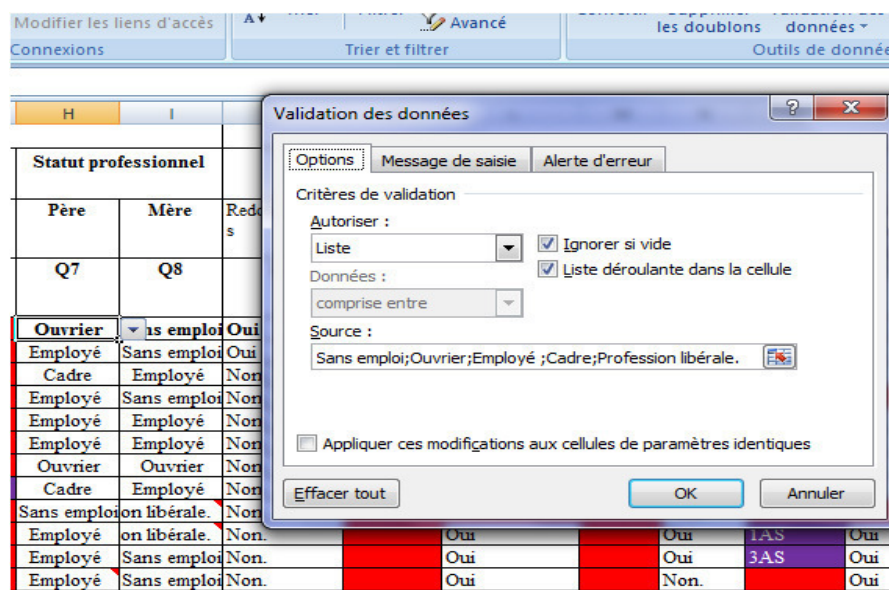 Modifier les liens d'accès
Avancé
les doublons données
Connexions
Trier et filtrer
Outils de donnée
H I
Validation des données
Statut professionnel
Options Message de saisie Alerte d'erreur
Critères de validation
Père Mère
s
Autoriser :
Liste
Ignorer si vide
Q7 Q8
Données :
Liste déroulante dans la cellule
comprise entre
Source :
Sans emploi;Ouvrier;Employé ;Cadre;Profession libérale.
Ouvrier ns emploi Oui
Employé Sans emploi Oui
Cadre Employé Non
Employé Sans emploi Non
Employé Employé Non
Employé Employé Non
Appliquer ces modifications aux cellules de paramètres identiques
Ouvrier Ouvrier Non
Cadre Employé Non
Effacer tout OK Annuler
Sans emploi on libérale. Non
Employé on libérale. Non. Oui Oui 1AS Oui
Employé Sans emploi Non. Oui Oui 3AS Oui
Employé Sans emploi Non. Oui Non. Oui